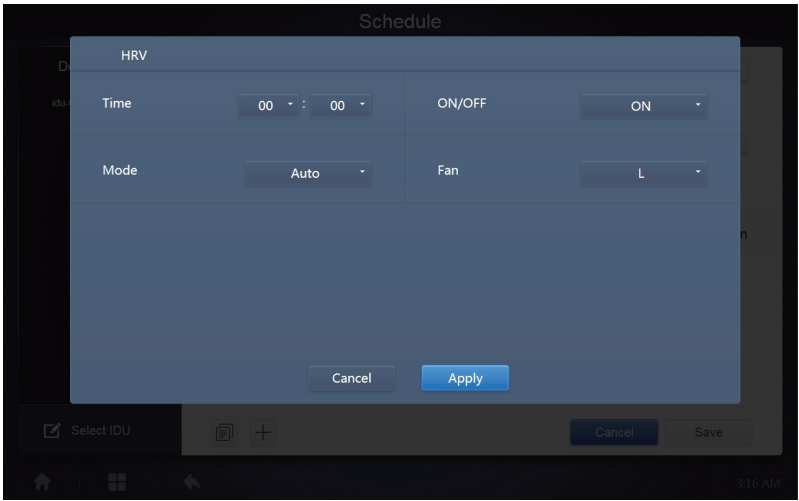 Schedule
HRV
Time 00 : 00 ON/OFF ON
Mode Auto Fan L
Cancel Apply
Select IDU Cancel Save
3:16 AM